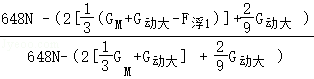 648N -(2[1/3(G_M+G_动大-F_浮1)]+2/9 G_动大 )
648N-(2[1/3 G_M+G_动大] +2/9 G_动大 )